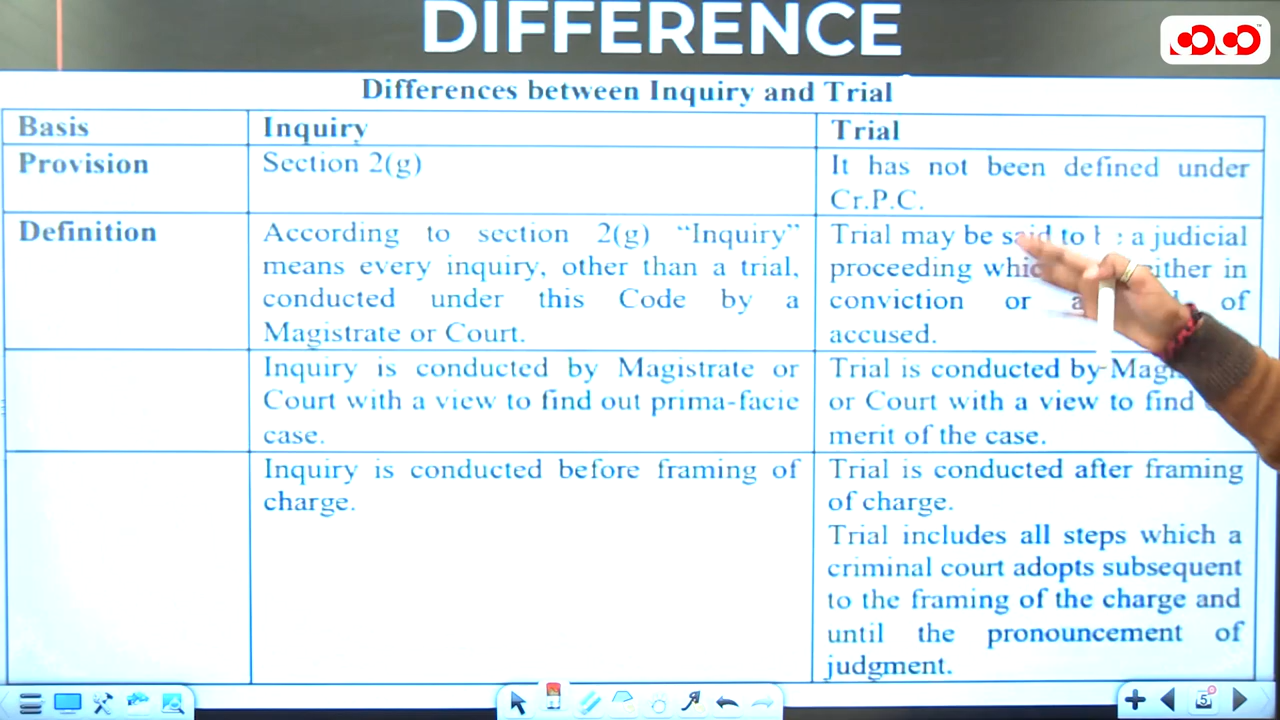 DIFFERENCE
Differences between Inquiry and Trial
Basis
Inquiry
Trial
Provision
Section 2(g)
It has not been defined under
Cr.P.C.
Definition
According to section 2(g) “Inquiry”
means every inquiry, other than a trial,
conducted under this Code by a
Magistrate or Court.
Trial may be said to a judicial
proceeding in
conviction or of
accused.
Inquiry is conducted by Magistrate or
Court with a view to find out prima-facie
case.
Trial is conducted by
or Court with a view to find
merit of the case.
Inquiry is conducted before framing of
charge.
Trial is conducted after framing
of charge.
Trial includes all steps which a
criminal court adopts subsequent
to the framing of the charge and
until the pronouncement of
judgment.
5